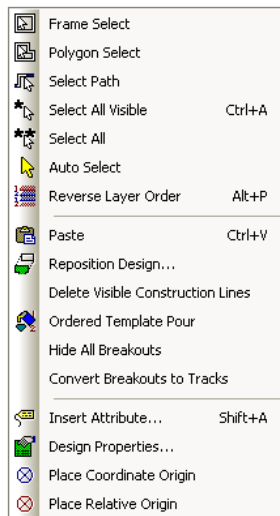 Frame Select
Polygon Select
Select Path
Select All Visible Ctrl+A
Select All
Auto Select
Reverse Layer Order Alt+P
Paste Ctrl+V
Reposition Design...
Delete Visible Construction Lines
Ordered Template Pour
Hide All Breakouts
Convert Breakouts to Tracks
Insert Attribute... Shift+A
Design Properties...
Place Coordinate Origin
Place Relative Origin